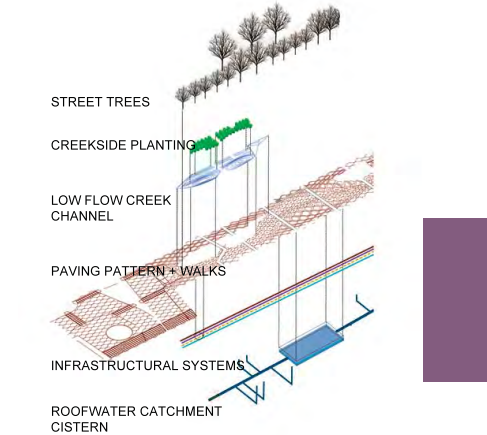 STREET TREES
CREEKSIDE PLANTING
LOW FLOW CREEK
CHANNEL
PAVING PATTERN + WALKS
INFRASTRUCTURAL SYSTEMS
ROOFWATER CATCHMENT
CISTERN